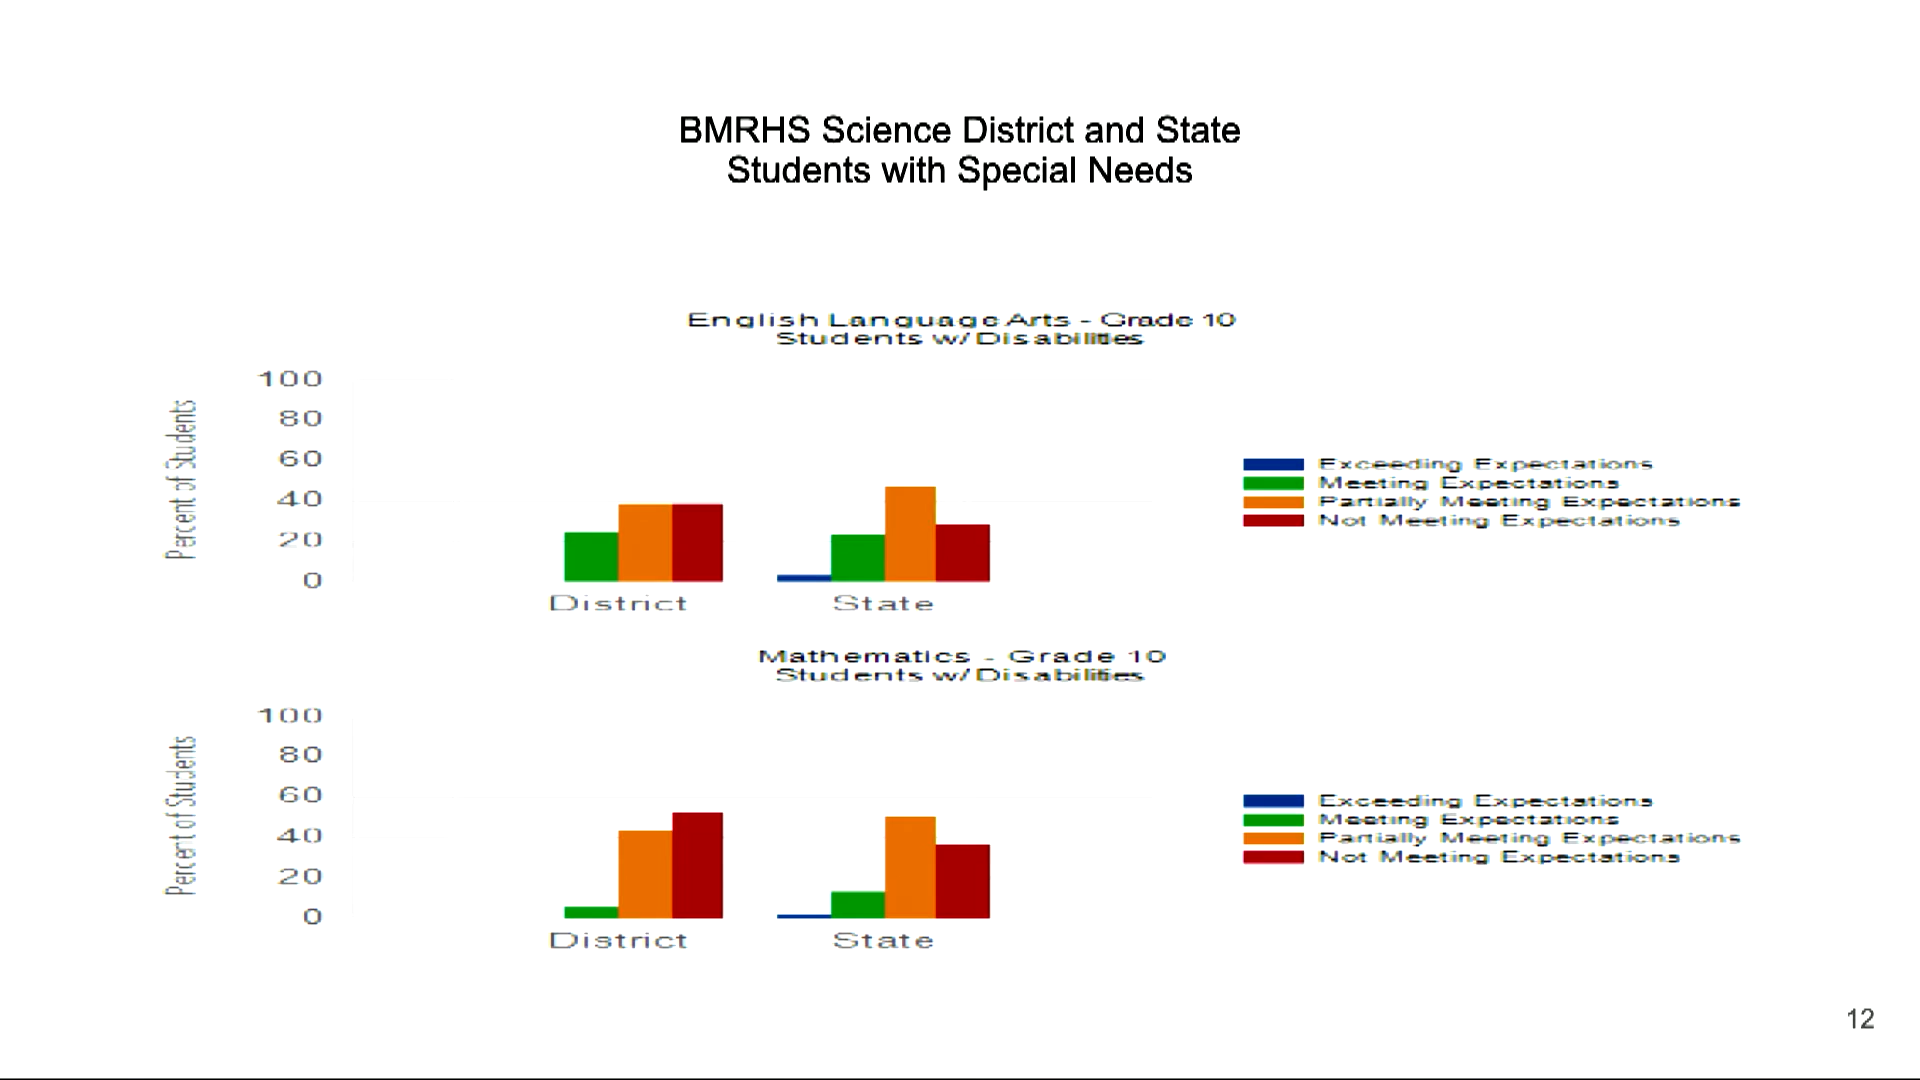 BMRHS Science District and State
Students with Special Needs
English Language Arts - Grade 10
Students w/ Disabilities
100
80
60
40
20
0
Percent of Students
District
State
Exceeding Expectations
Meeting Expectations
Partially Meeting Expectations
Not Meeting Expectations
Mathematics - Grade 10
Students w/ Disabilities
100
80
60
40
20
0
Percent of Students
District
State
Exceeding Expectations
Meeting Expectations
Partially Meeting Expectations
Not Meeting Expectations
12